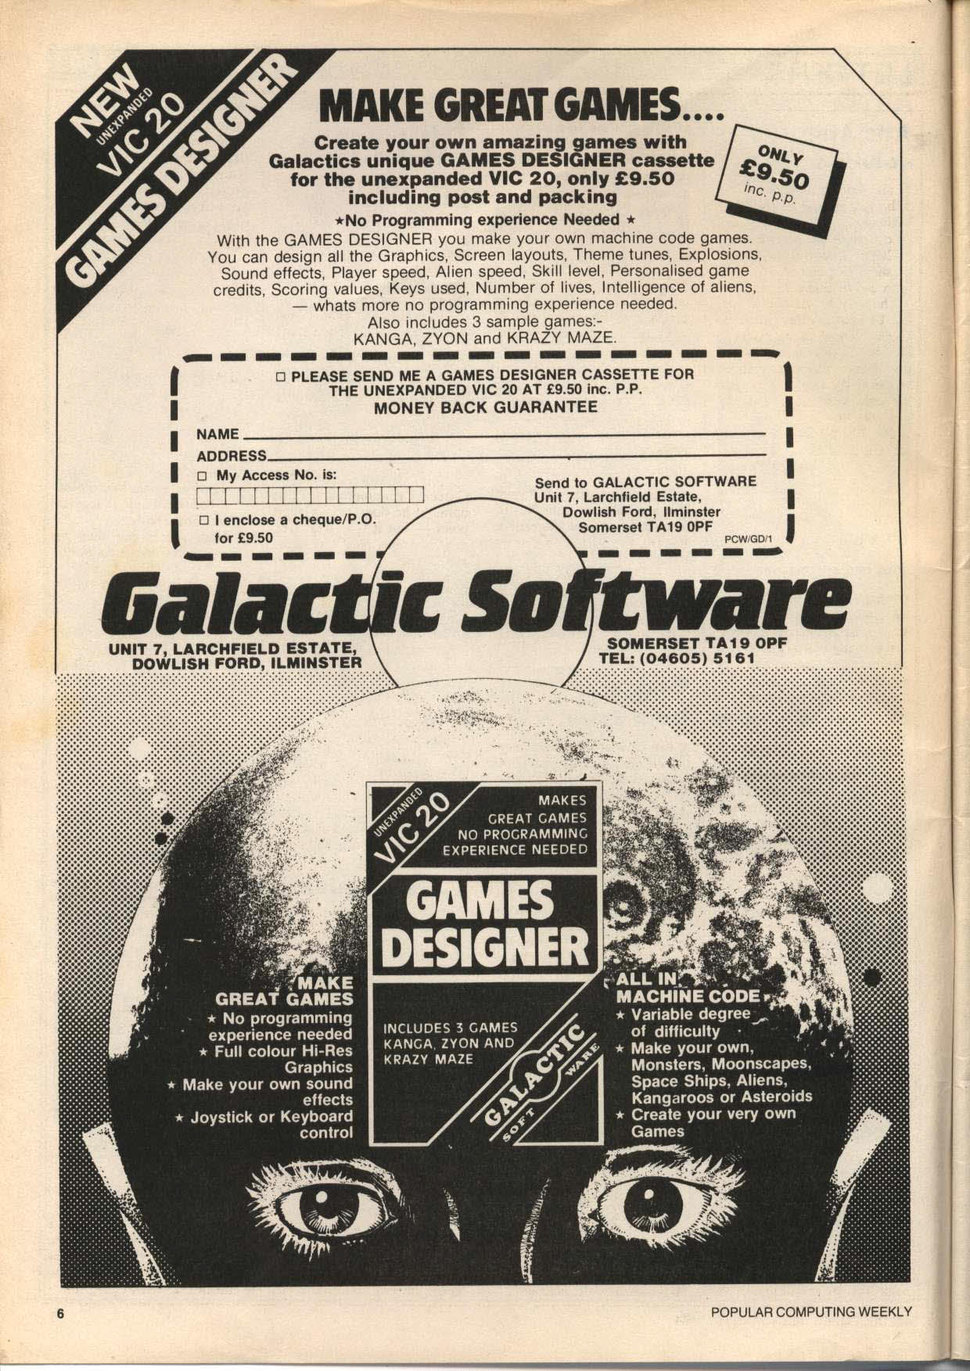 NEW
UNEXPANDED
VIC 20
GAMES DESIGNER
MAKE GREAT GAMES....
Create your own amazing games with
Galactics unique GAMES DESIGNER cassette
for the unexpanded VIC 20, only £9.50
including post and packing
ONLY
£9.50
inc. p.p.
★No Programming experience Needed ★
With the GAMES DESIGNER you make your own machine code games.
You can design all the Graphics, Screen layouts, Theme tunes, Explosions,
Sound effects, Player speed, Alien speed, Skill level, Personalised game
credits, Scoring values, Keys used, Number of lives, Intelligence of aliens,
— whats more no programming experience needed.
Also includes 3 sample games:-
KANGA, ZYON and KRAZY MAZE.
□ PLEASE SEND ME A GAMES DESIGNER CASSETTE FOR
THE UNEXPANDED VIC 20 AT £9.50 inc. P.P.
MONEY BACK GUARANTEE
NAME
ADDRESS
□ My Access No. is:
□ I enclose a cheque/P.O.
for £9.50
Send to GALACTIC SOFTWARE
Unit 7, Larchfield Estate,
Dowlish Ford, Ilminster
Somerset TA19 0PF
PCW/GD/1
Galactic Software
UNIT 7, LARCHFIELD ESTATE,
DOWLISH FORD, ILMINSTER
SOMERSET TA19 0PF
TEL: (04605) 5161
UNEXPANDED
VIC 20
MAKES
GREAT GAMES
NO PROGRAMMING
EXPERIENCE NEEDED
GAMES
DESIGNER
INCLUDES 3 GAMES
KANGA, ZYON AND
KRAZY MAZE
GALACTIC
SOFT WARE
MAKE
GREAT GAMES
★ No programming
experience needed
★ Full colour Hi-Res
Graphics
★ Make your own sound
effects
★ Joystick or Keyboard
control
ALL IN
MACHINE CODE
★ Variable degree
of difficulty
★ Make your own,
Monsters, Moonscapes,
Space Ships, Aliens,
Kangaroos or Asteroids
★ Create your very own
Games
6
POPULAR COMPUTING WEEKLY